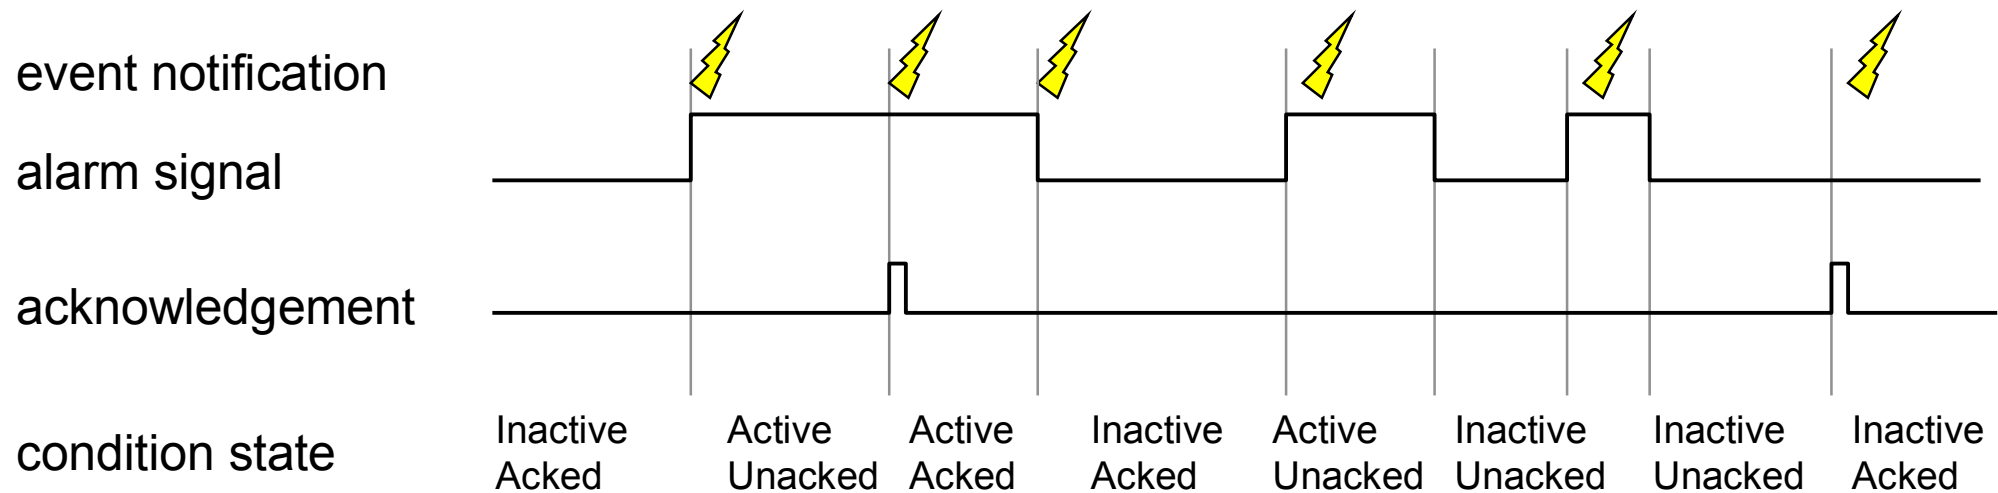 event notification
alarm signal
acknowledgement
condition state
Inactive
Acked
Active
Unacked
Active
Acked
Inactive
Acked
Active
Unacked
Inactive
Unacked
Inactive
Unacked
Inactive
Acked